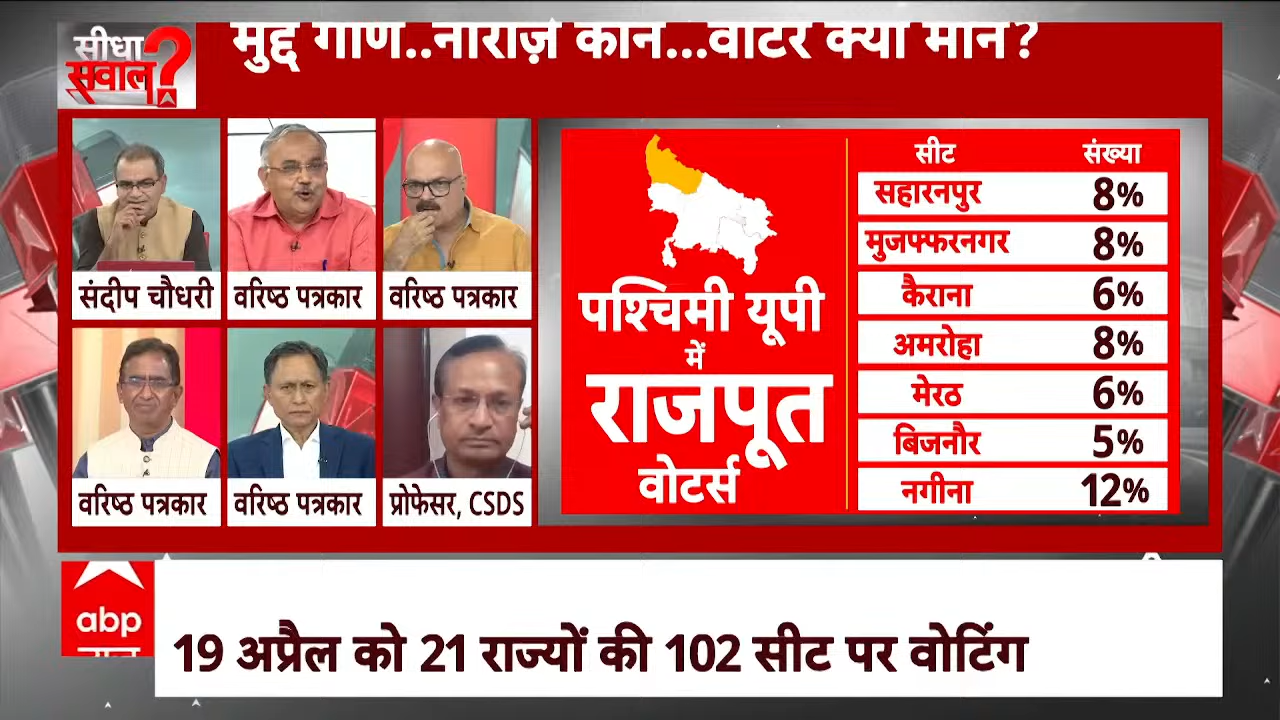 सीधा
सवाल?
मुद्दे गौण..नाराज़ कौन...वोटर क्यों मौन?
संदीप चौधरी
वरिष्ठ पत्रकार
वरिष्ठ पत्रकार
वरिष्ठ पत्रकार
वरिष्ठ पत्रकार
प्रोफेसर, CSDS
पश्चिमी यूपी
में
राजपूत
वोटर्स
सीट संख्या
सहारनपुर 8%
मुजफ्फरनगर 8%
कैराना 6%
अमरोहा 8%
मेरठ 6%
बिजनौर 5%
नगीना 12%
abp
19 अप्रैल को 21 राज्यों की 102 सीट पर वोटिंग